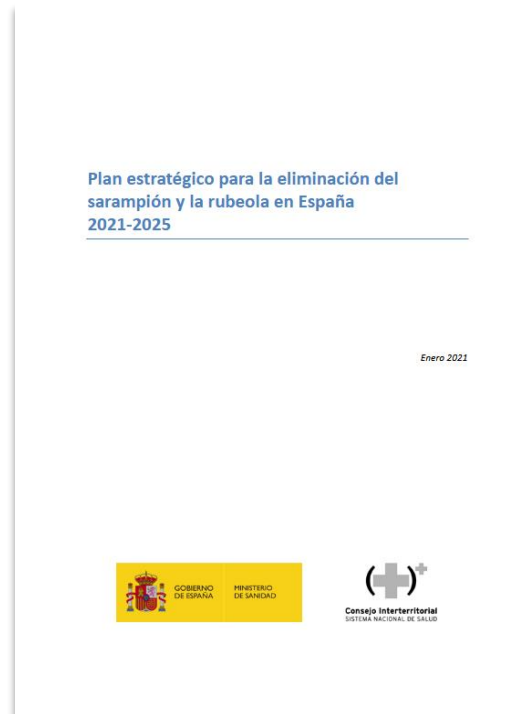 Plan estratégico para la eliminación del
sarampión y la rubeola en España
2021-2025
Enero 2021
GOBIERNO
DE ESPAÑA
MINISTERIO
DE SANIDAD
Consejo Interterritorial
SISTEMA NACIONAL DE SALUD